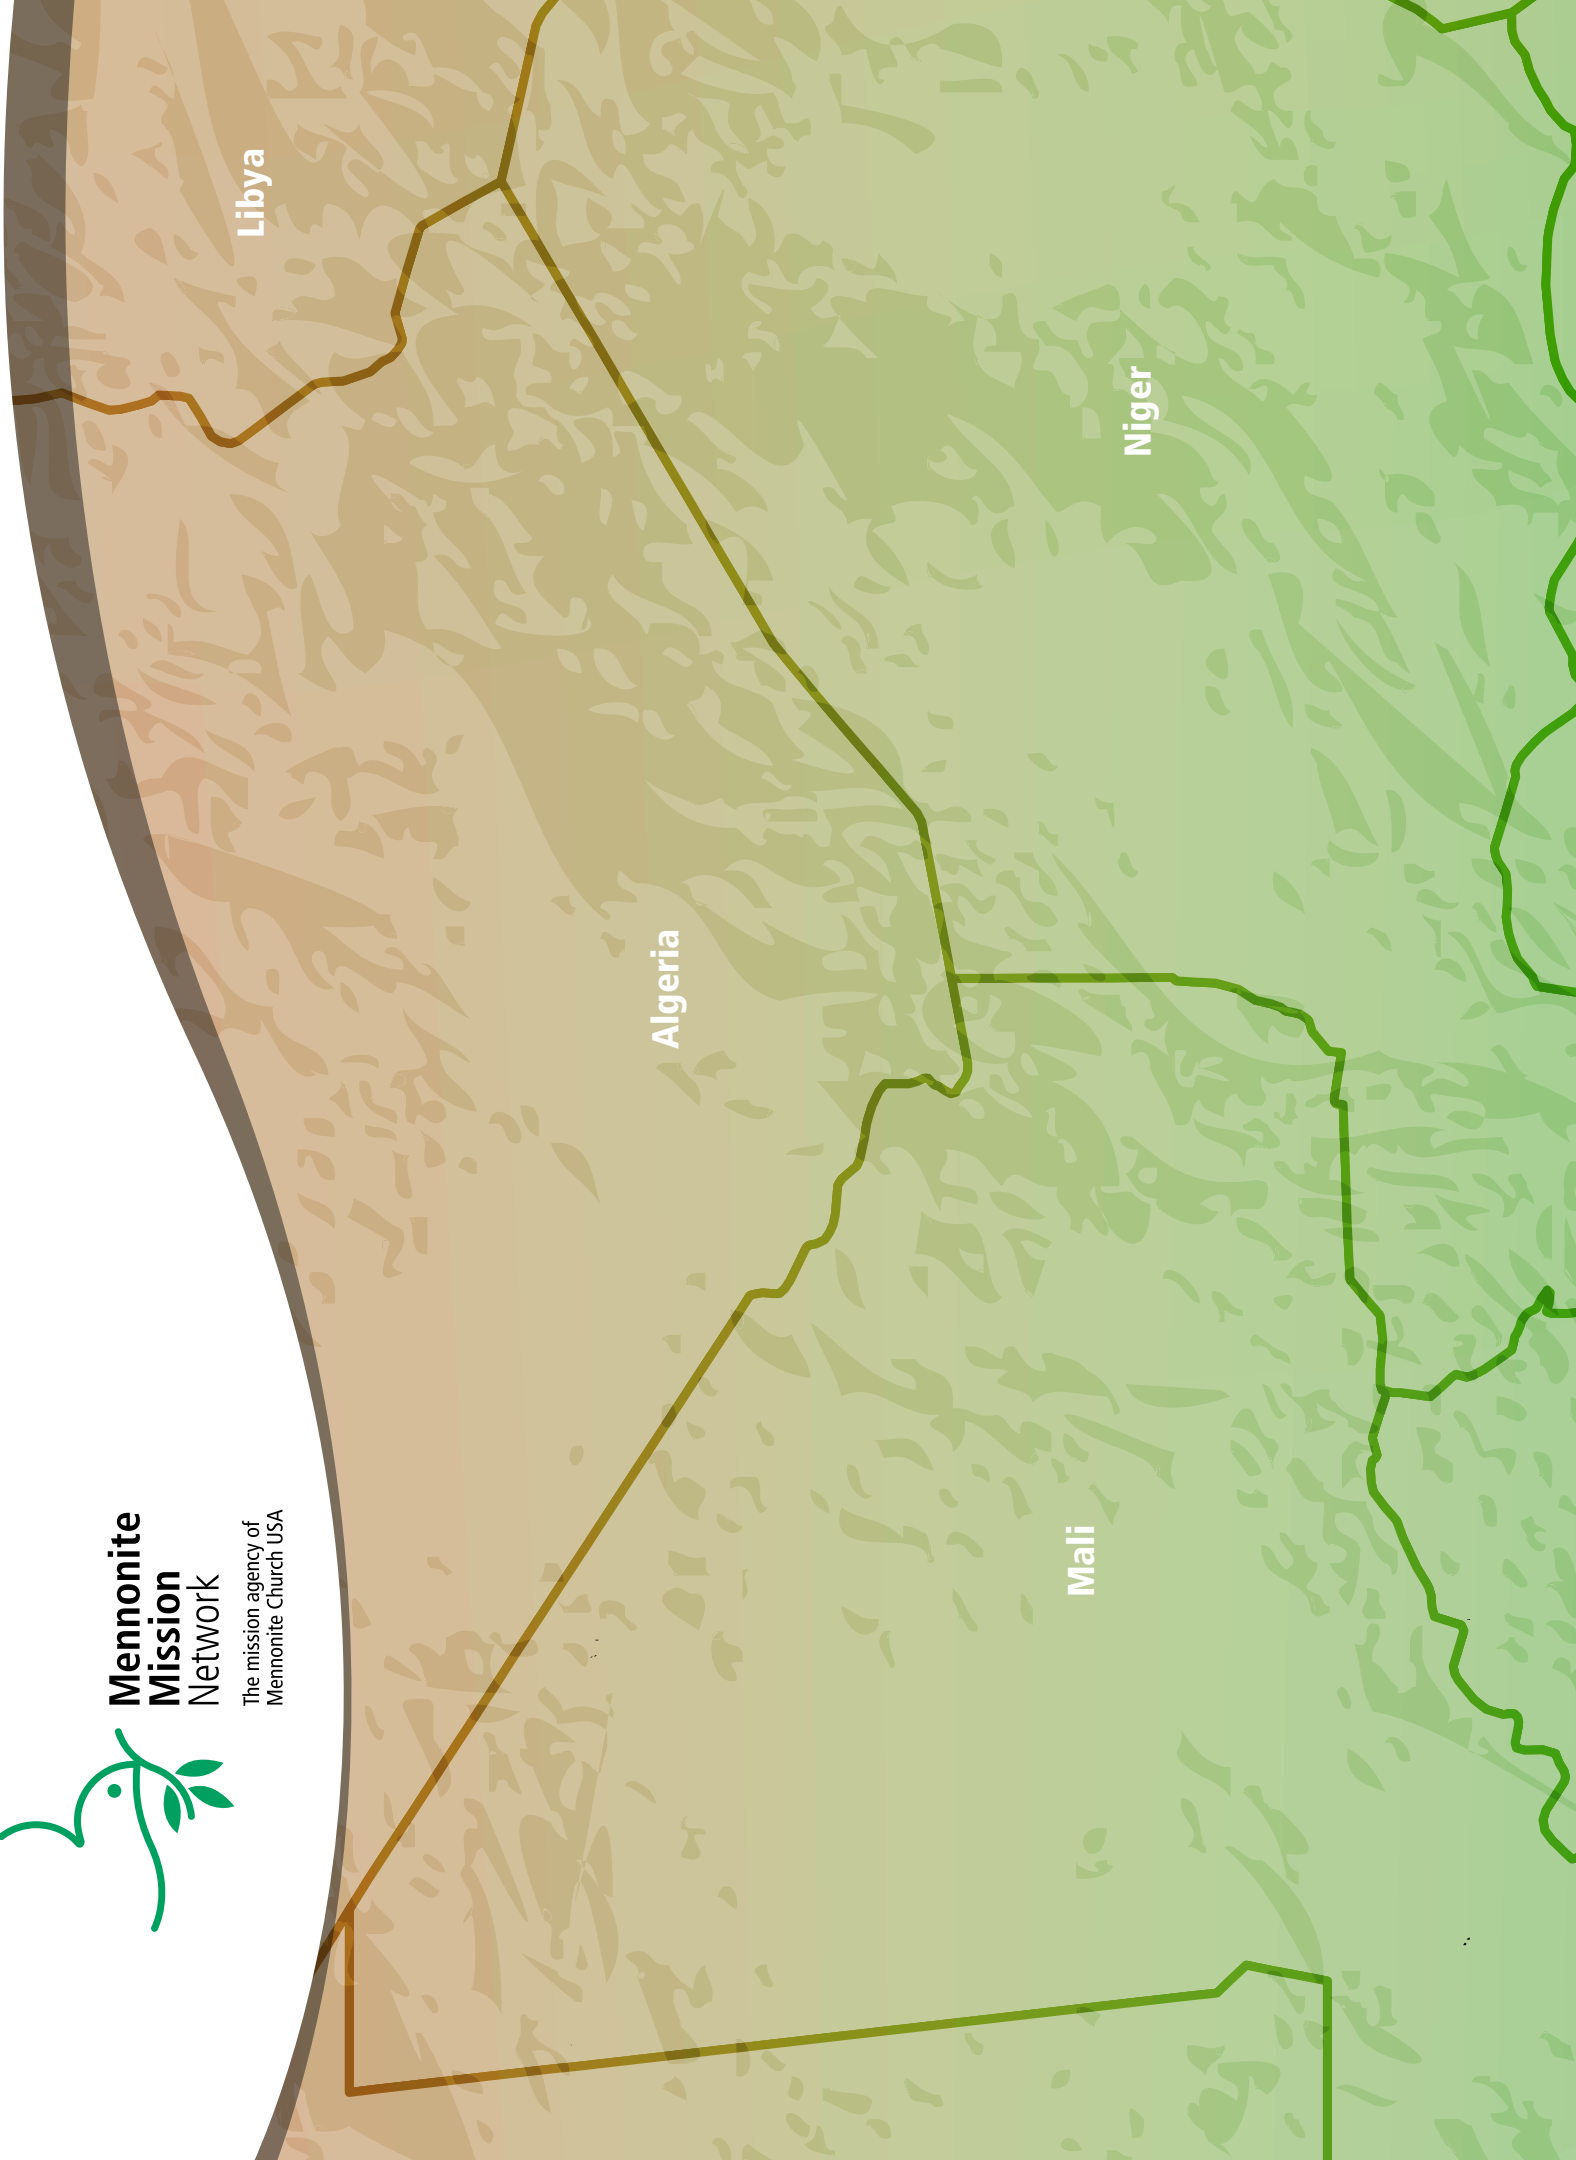 Mennonite
Mission
Network
The mission agency of
Mennonite Church USA
Libya
Algeria
Niger
Mali